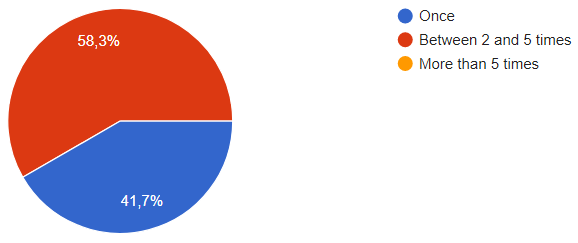 58,3%
41,7%
Once
Between 2 and 5 times
More than 5 times